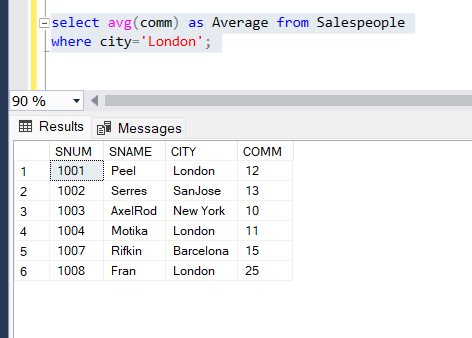 select avg(comm) as Average from Salespeople
where city='London';
90 %
Results Messages
SNUM SNAME CITY COMM
1 1001 Peel London 12
2 1002 Serres SanJose 13
3 1003 AxelRod New York 10
4 1004 Motika London 11
5 1007 Rifkin Barcelona 15
6 1008 Fran London 25